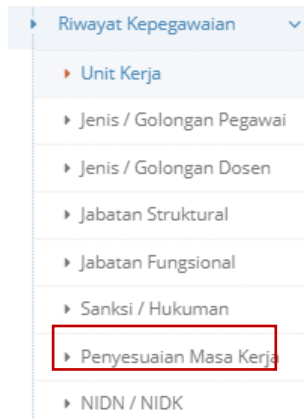 Riwayat Kepegawaian
Unit Kerja
Jenis / Golongan Pegawai
Jenis / Golongan Dosen
Jabatan Struktural
Jabatan Fungsional
Sanksi / Hukuman
Penyesuaian Masa Kerja
NIDN / NIDK